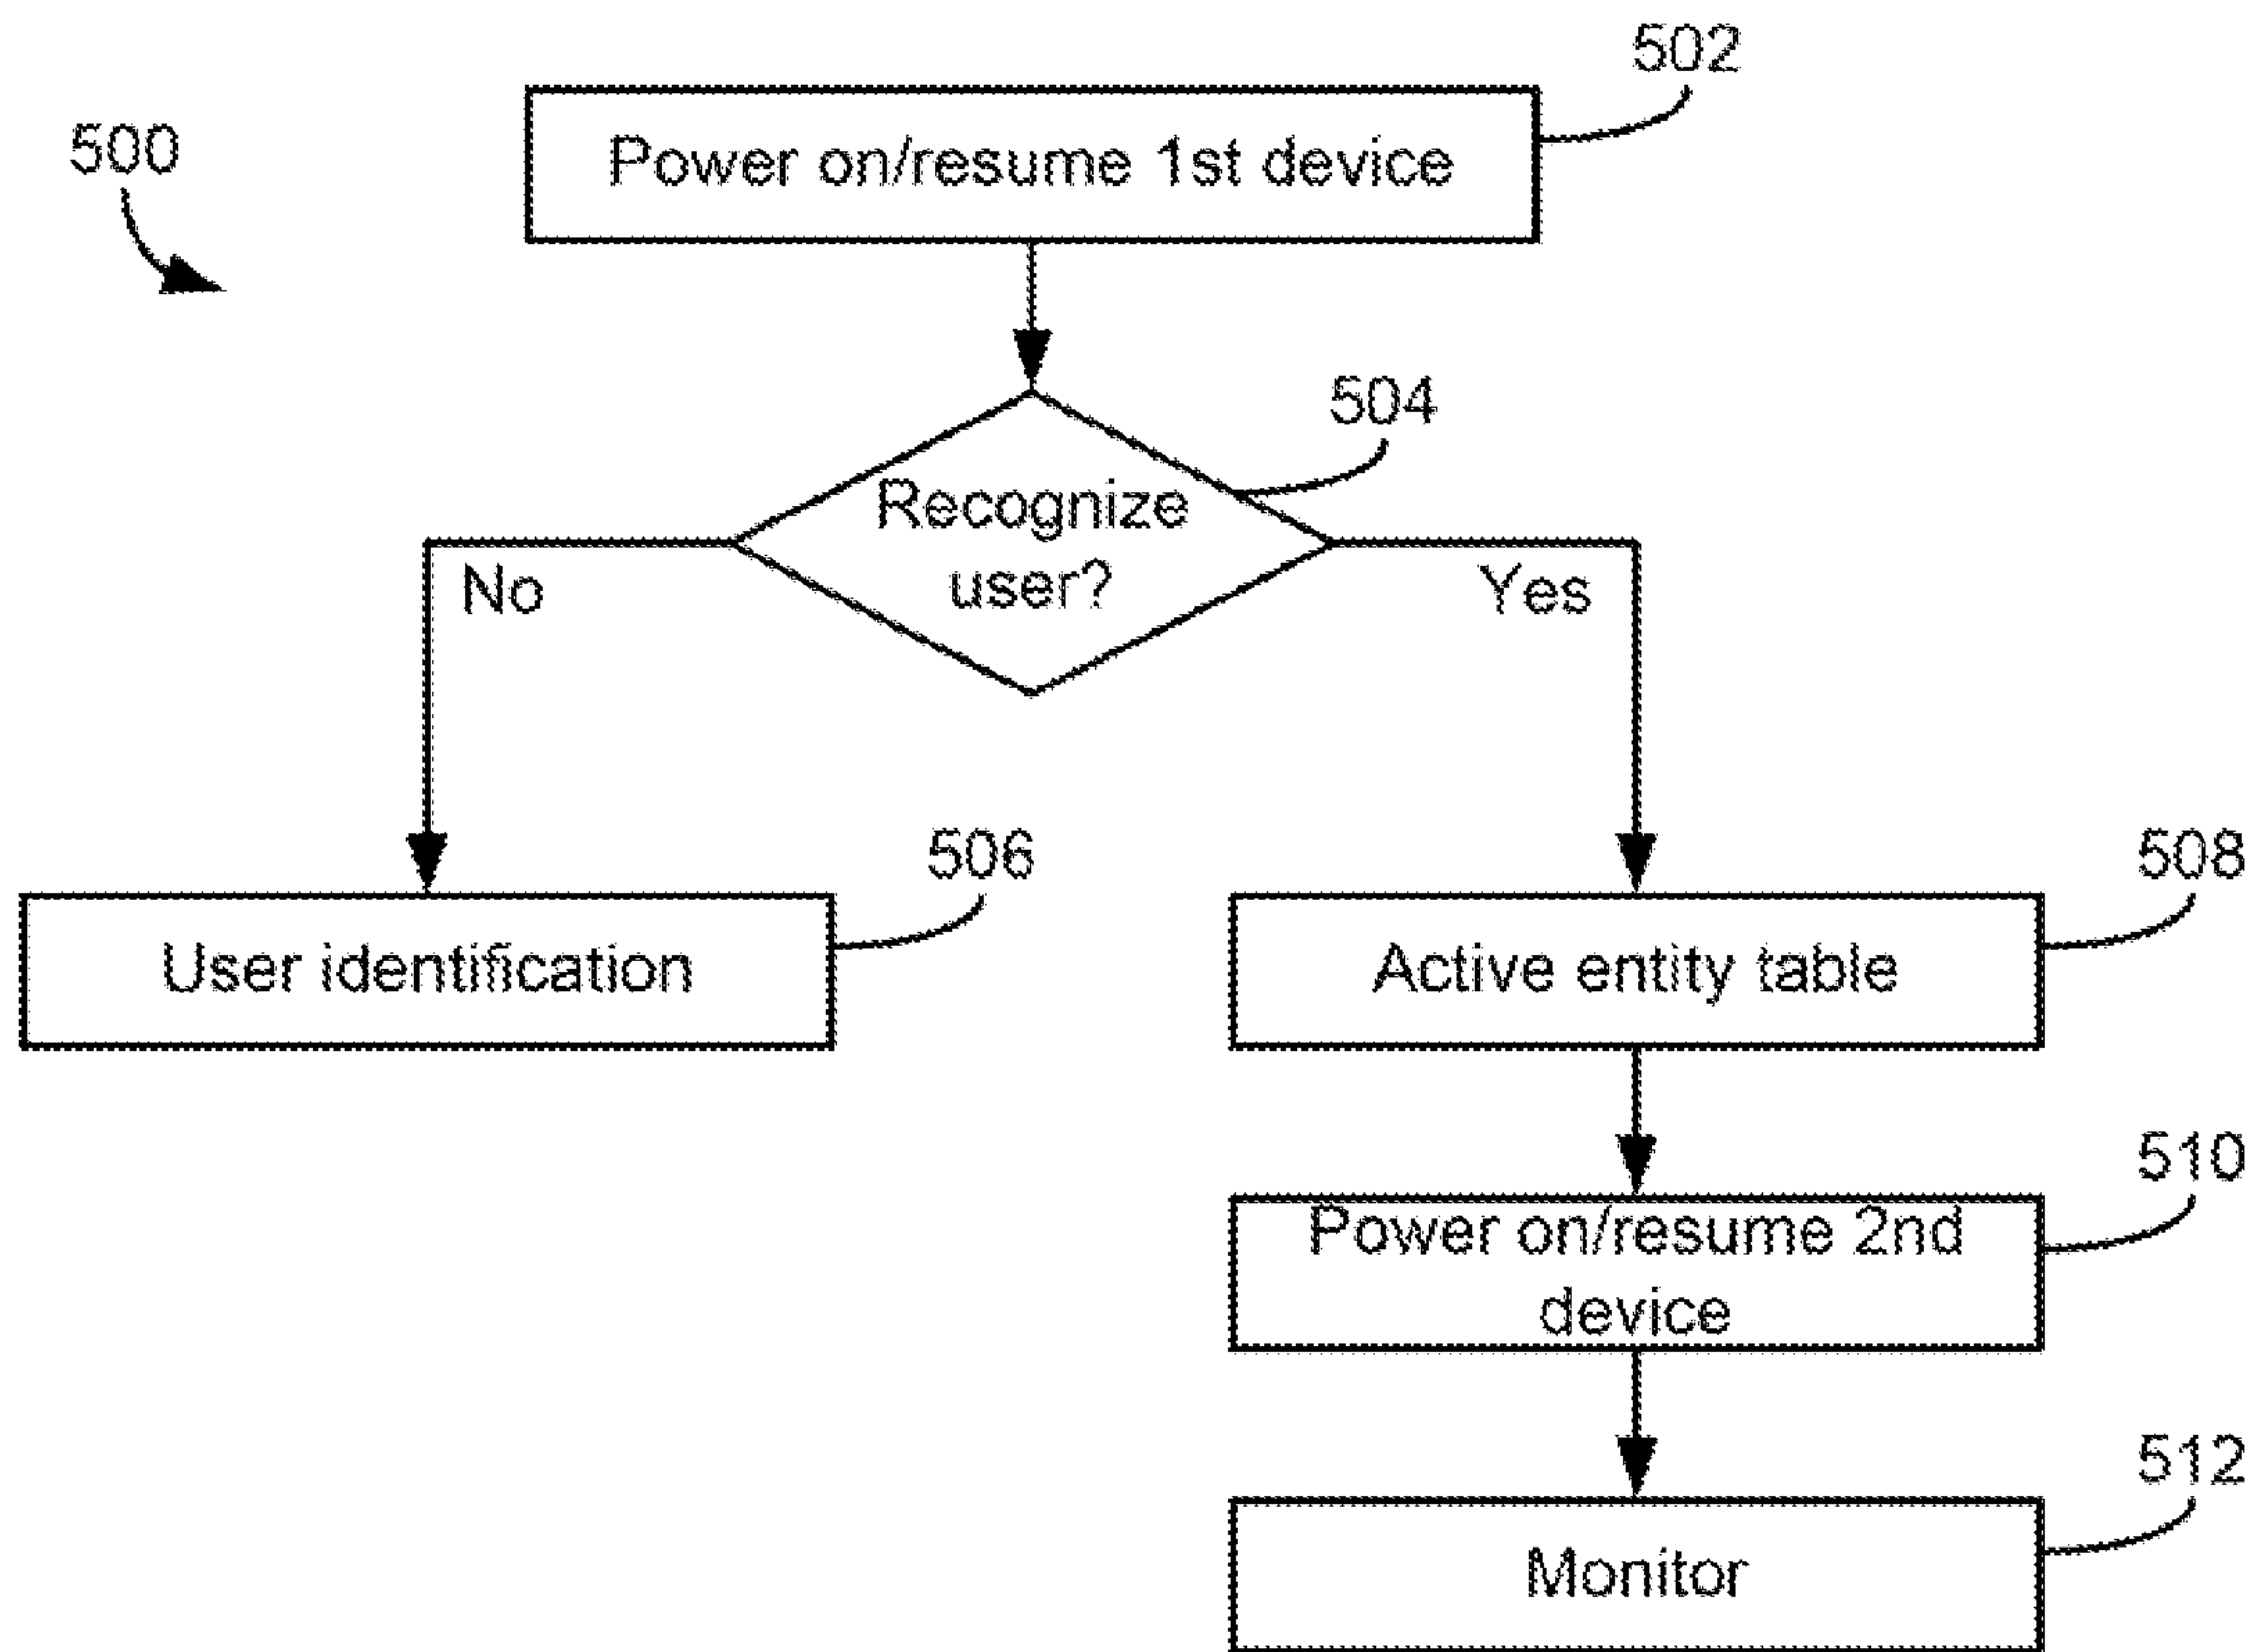 502
500
Power on/resume 1st device
504
Recognize
user?
No
Yes
506
508
User identification
Active entity table
510
Power on/resume 2nd
device
512
Monitor